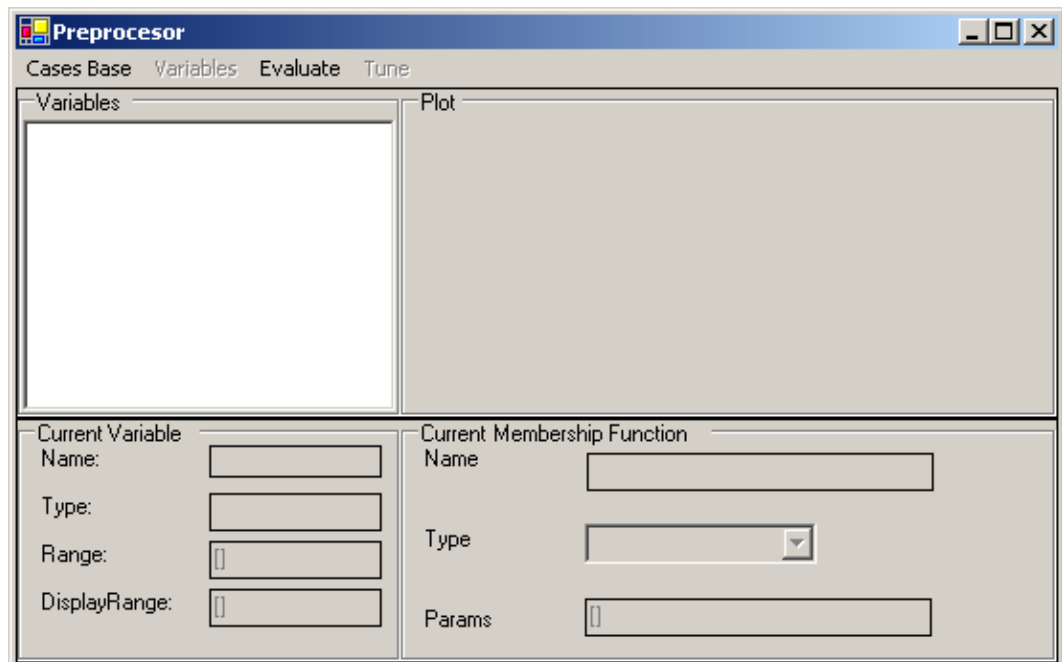 Preprocesor
Cases Base Variables Evaluate Tune
Variables
Plot
Current Variable
Name:
Type:
Range: []
DisplayRange: []
Current Membership Function
Name
Type
Params []